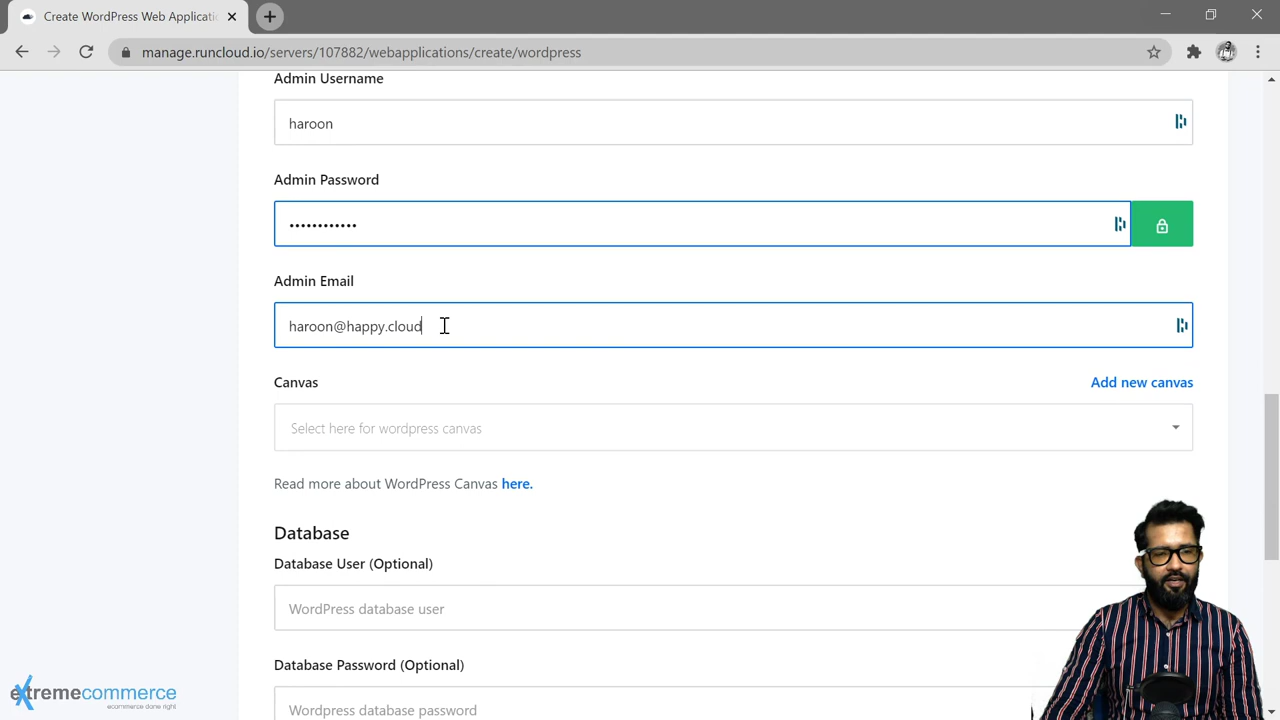 Create WordPress Web Applicatio
manage.runcloud.io/servers/107882/webapplications/create/wordpress
Admin Username
haroon
Admin Password
••••••••••••
Admin Email
haroon@happy.cloud
Canvas
Add new canvas
Select here for wordpress canvas
Read more about WordPress Canvas here.
Database
Database User (Optional)
WordPress database user
Database Password (Optional)
Wordpress database password
extremecommerce
ecommerce done right